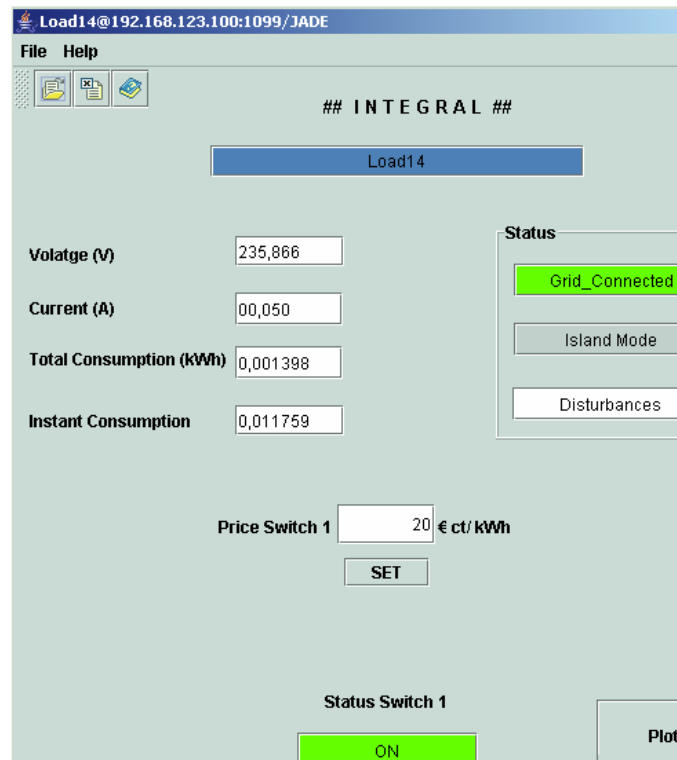 Load14@192.168.123.100:1099/JADE
File Help
## I N T E G R A L ##
Load14
Status
Volatge (V) 235,866
Grid_Connected
Current (A) 00,050
Island Mode
Total Consumption (kWh) 0,001398
Disturbances
Instant Consumption 0,011759
Price Switch 1 20 € ct/ kWh
SET
Status Switch 1
Plot
ON